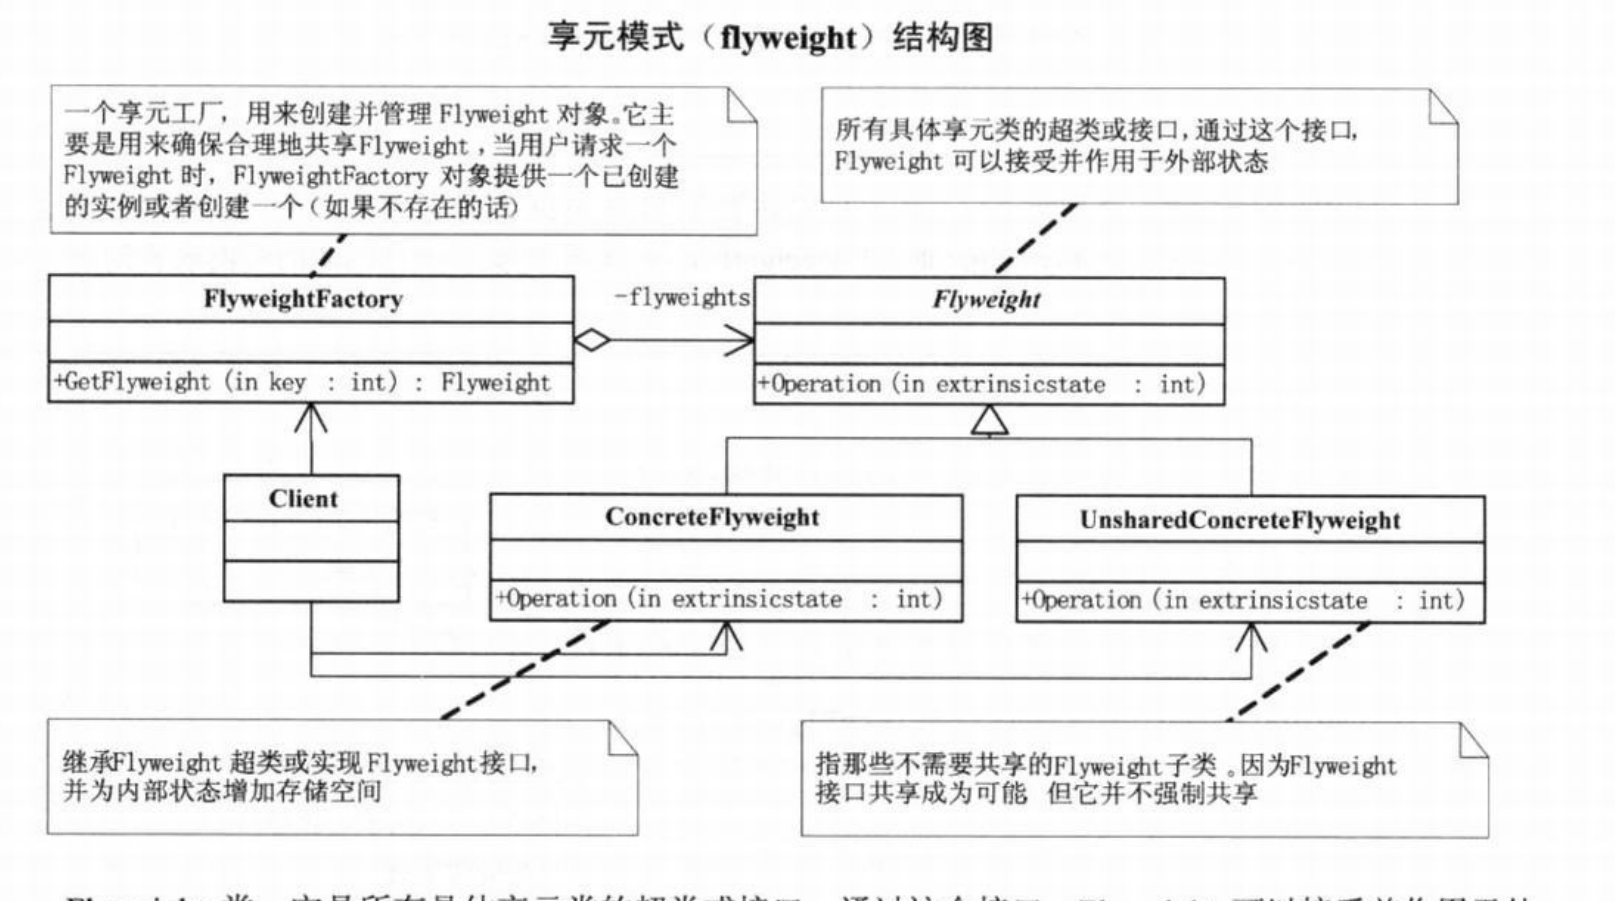 享元模式（flyweight）结构图
一个享元工厂，用来创建并管理 Flyweight 对象。它主
要是用来确保合理地共享Flyweight，当用户请求一个
Flyweight 时，FlyweightFactory 对象提供一个已创建
的实例或者创建一个（如果不存在的话）
所有具体享元类的超类或接口，通过这个接口，
Flyweight 可以接受并作用于外部状态
FlyweightFactory
+GetFlyweight (in key : int) : Flyweight
-flyweights
Flyweight
+Operation (in extrinsicstate : int)
Client
ConcreteFlyweight
+Operation (in extrinsicstate : int)
UnsharedConcreteFlyweight
+Operation (in extrinsicstate : int)
继承Flyweight 超类或实现 Flyweight接口，
并为内部状态增加存储空间
指那些不需要共享的Flyweight 子类。因为Flyweight
接口共享成为可能 但它并不强制共享